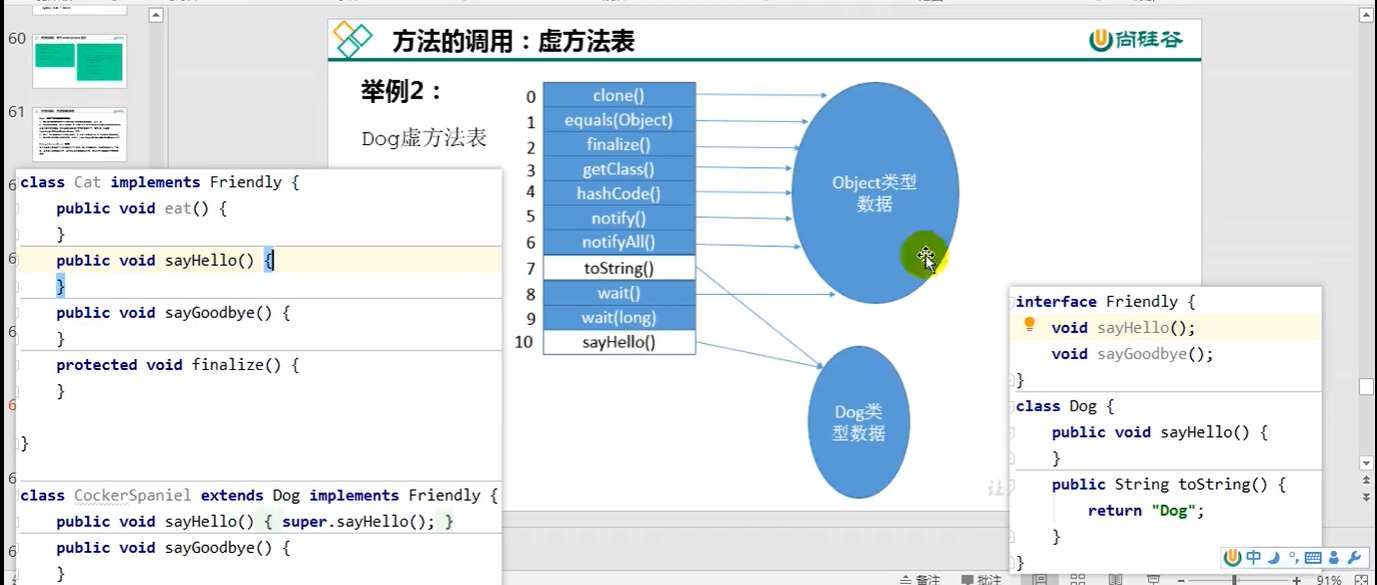 60
61
方法的调用：虚方法表
尚硅谷
举例2：
Dog虚方法表
0 clone()
1 equals(Object)
2 finalize()
3 getClass()
4 hashCode()
5 notify()
6 notifyAll()
7 toString()
8 wait()
9 wait(long)
10 sayHello()
Object类型
数据
Dog类
型数据
class Cat implements Friendly {
public void eat() {
}
public void sayHello() {
}
public void sayGoodbye() {
}
protected void finalize() {
}
}
class CockerSpaniel extends Dog implements Friendly {
public void sayHello() { super.sayHello(); }
public void sayGoodbye() {
}
interface Friendly {
void sayHello();
void sayGoodbye();
}
class Dog {
public void sayHello() {
}
public String toString() {
return "Dog";
}
}
中
备注
批注
91%